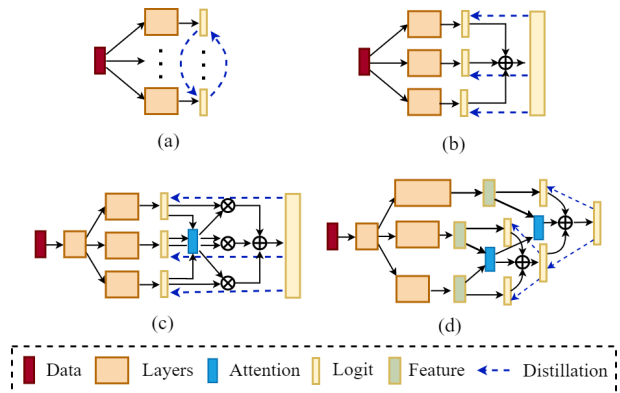 (a)
(b)
(c)
(d)
Data Layers Attention Logit Feature Distillation